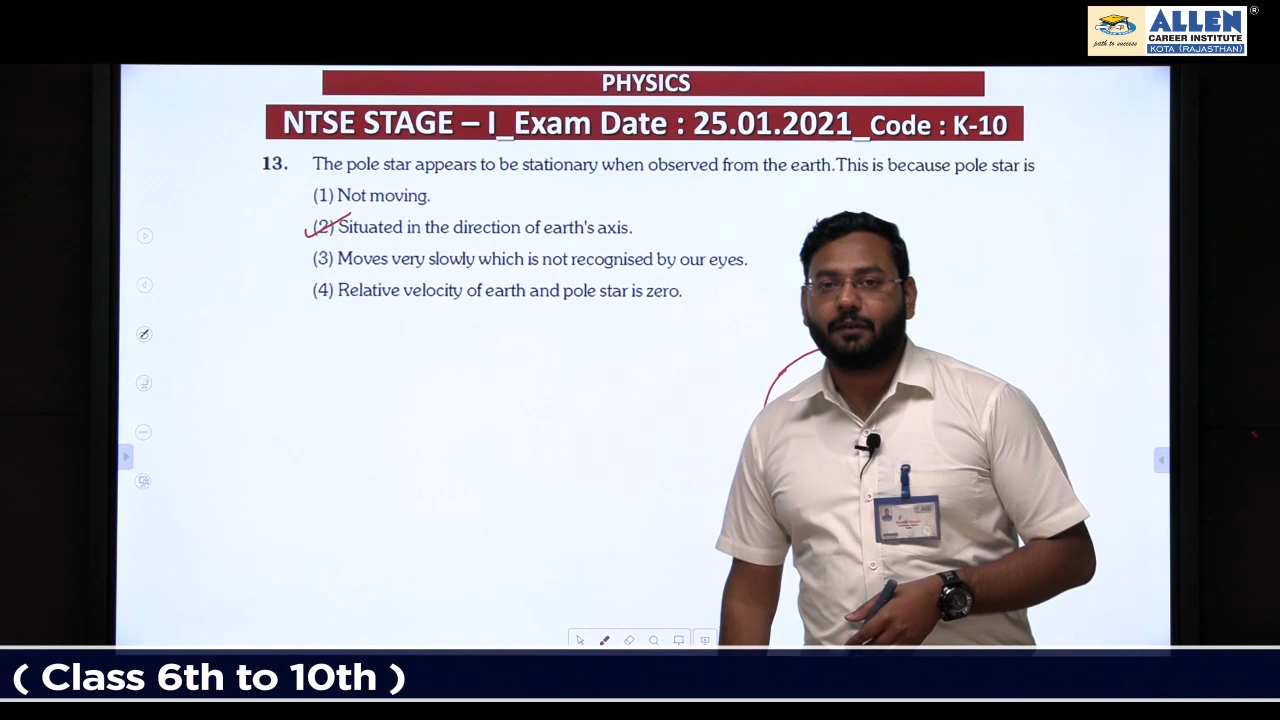 ALLEN
CAREER INSTITUTE
KOTA (RAJASTHAN)
path to success
®
PHYSICS
NTSE STAGE – I_Exam Date : 25.01.2021_Code : K-10
13. The pole star appears to be stationary when observed from the earth.This is because pole star is
(1) Not moving.
(2) Situated in the direction of earth's axis.
(3) Moves very slowly which is not recognised by our eyes.
(4) Relative velocity of earth and pole star is zero.
( Class 6th to 10th )